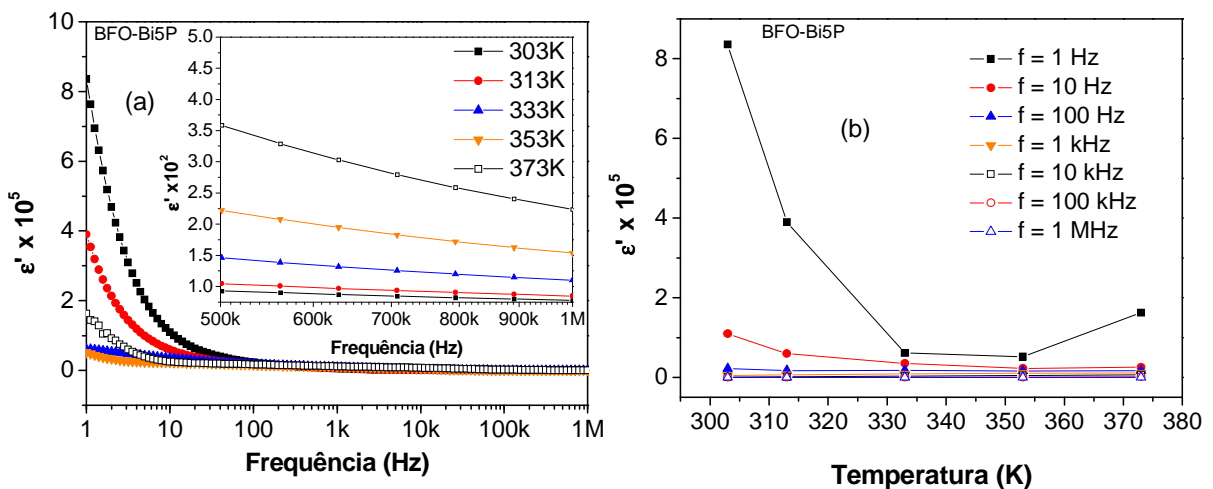 BFO-Bi5P
(a)
ε' x 10⁵
10
8
6
4
2
0
1
10
100
1k
10k
100k
1M
Frequência (Hz)
303K
313K
333K
353K
373K
ε' x10²
5.0
4.5
4.0
3.5
3.0
2.5
2.0
1.5
1.0
500k
600k
700k
800k
900k
1M
Frequência (Hz)
BFO-Bi5P
(b)
f = 1 Hz
f = 10 Hz
f = 100 Hz
f = 1 kHz
f = 10 kHz
f = 100 kHz
f = 1 MHz
ε' x 10⁵
8
6
4
2
0
300
310
320
330
340
350
360
370
380
Temperatura (K)